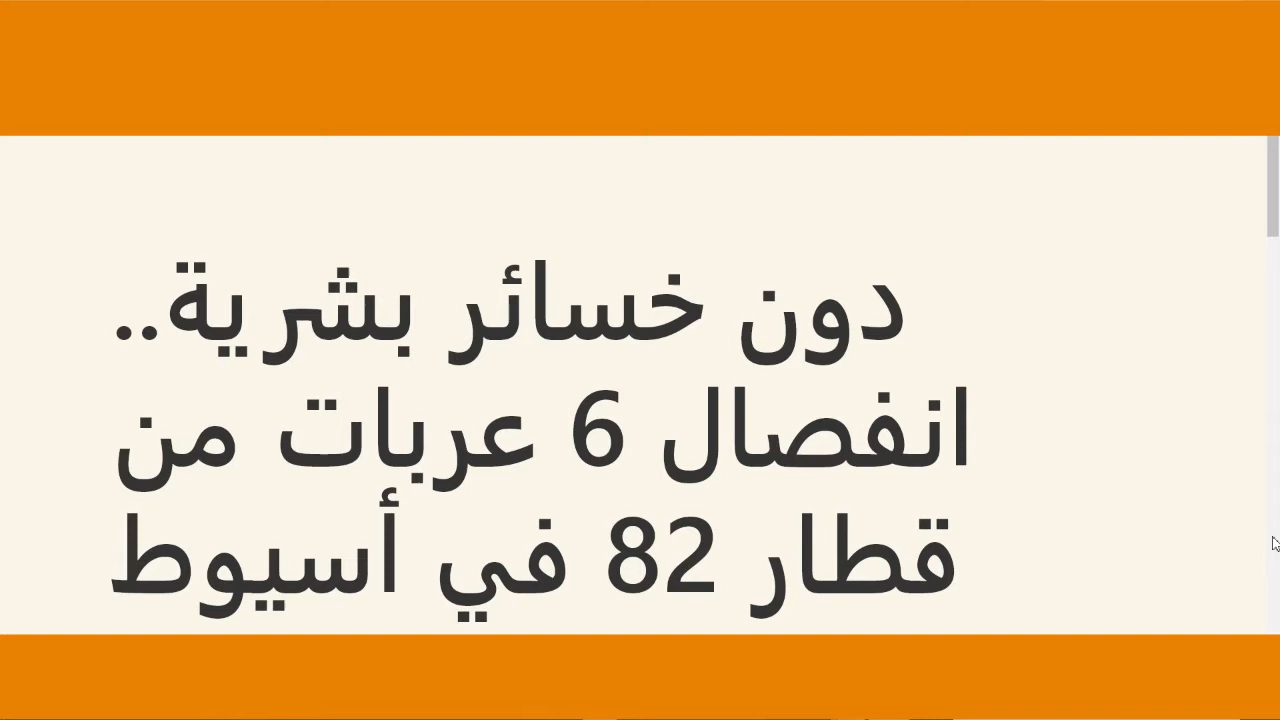 دون خسائر بشرية..
انفصال 6 عربات من
قطار 82 في أسيوط